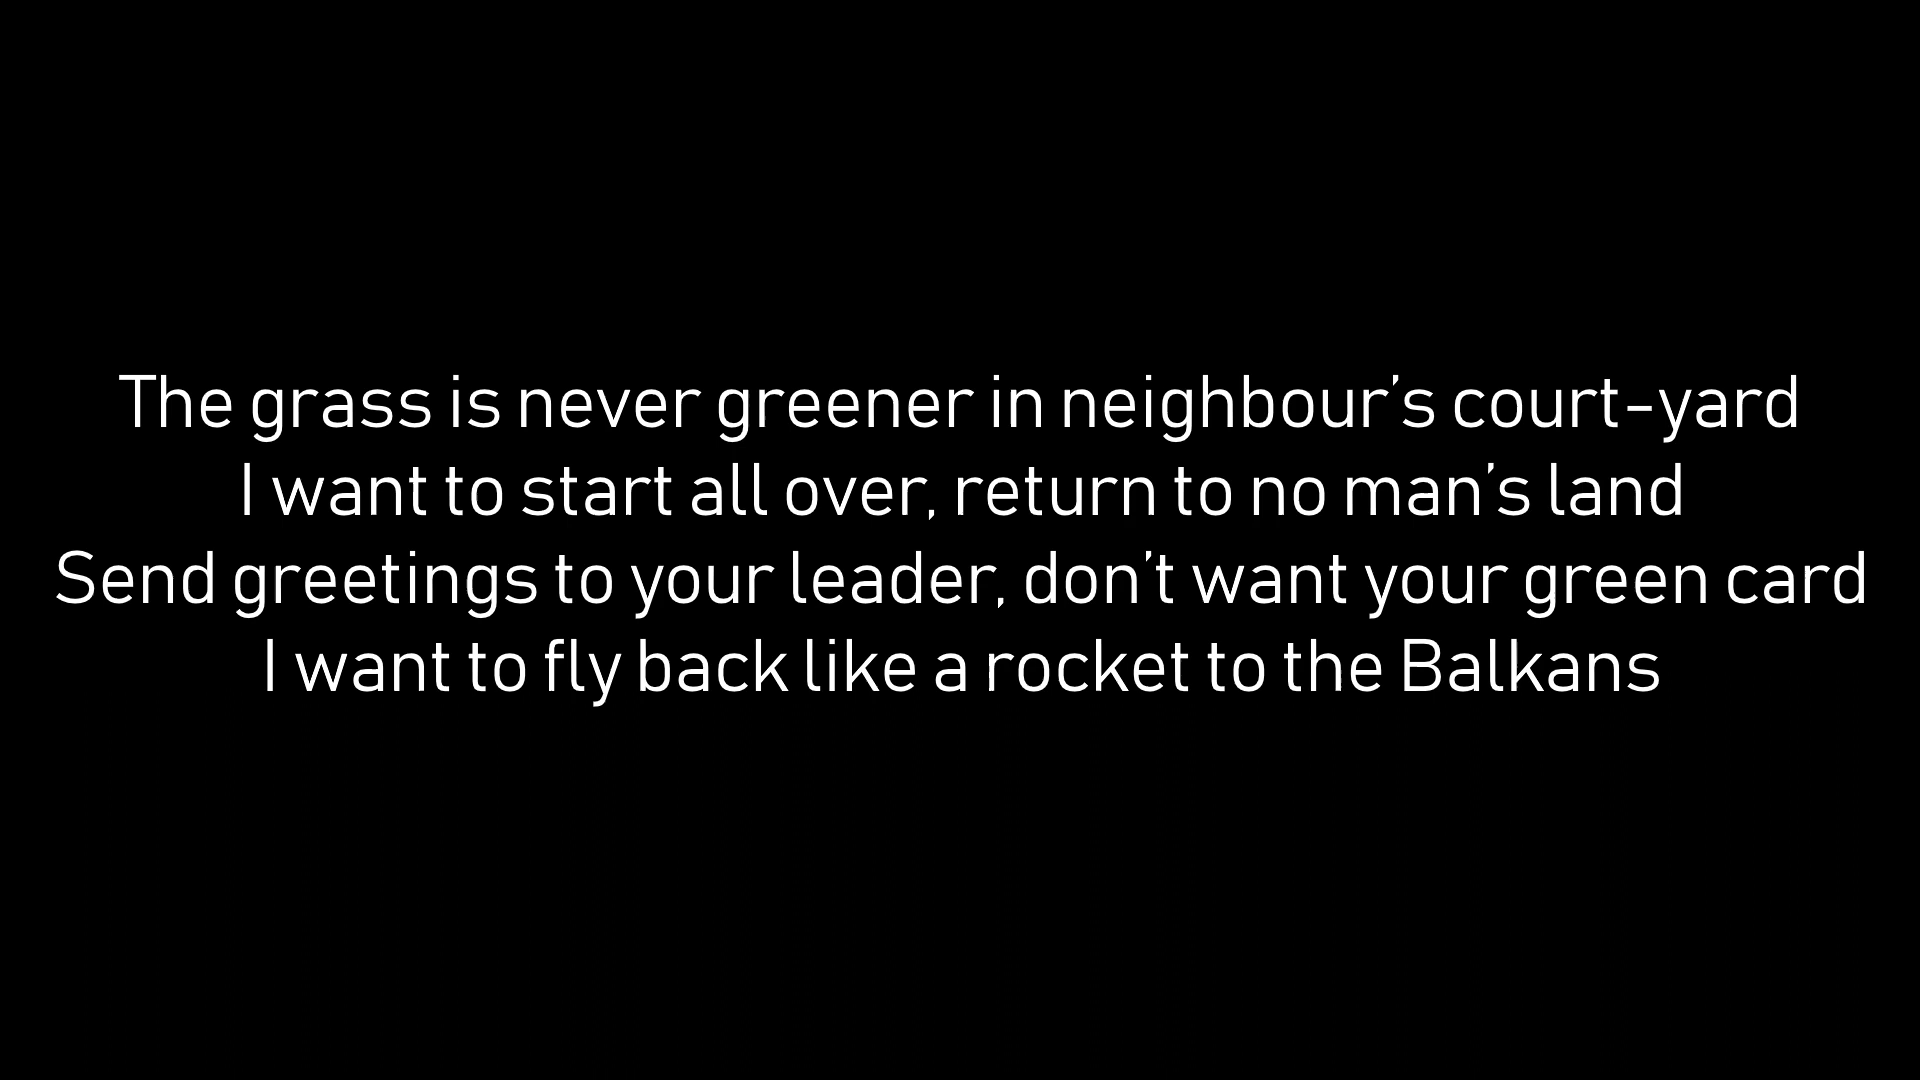 The grass is never greener in neighbour’s court-yard
I want to start all over, return to no man’s land
Send greetings to your leader, don’t want your green card
I want to fly back like a rocket to the Balkans